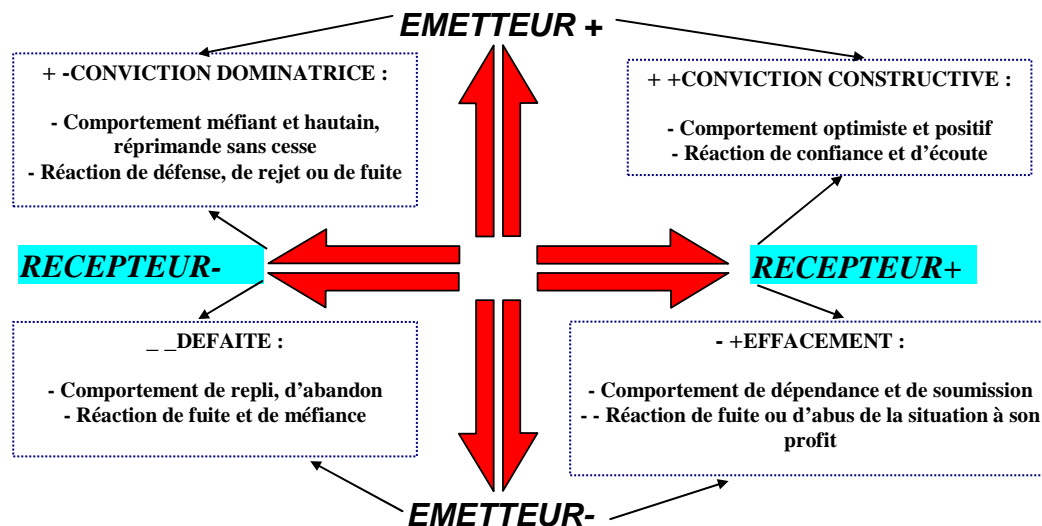 EMETTEUR +
+ -CONVICTION DOMINATRICE :
- Comportement méfiant et hautain,
réprimande sans cesse
- Réaction de défense, de rejet ou de fuite
+ +CONVICTION CONSTRUCTIVE :
- Comportement optimiste et positif
- Réaction de confiance et d'écoute
RECEPTEUR-
RECEPTEUR+
_ _DEFAITE :
- Comportement de repli, d'abandon
- Réaction de fuite et de méfiance
- +EFFACEMENT :
- Comportement de dépendance et de soumission
- - Réaction de fuite ou d'abus de la situation à son
profit
EMETTEUR-